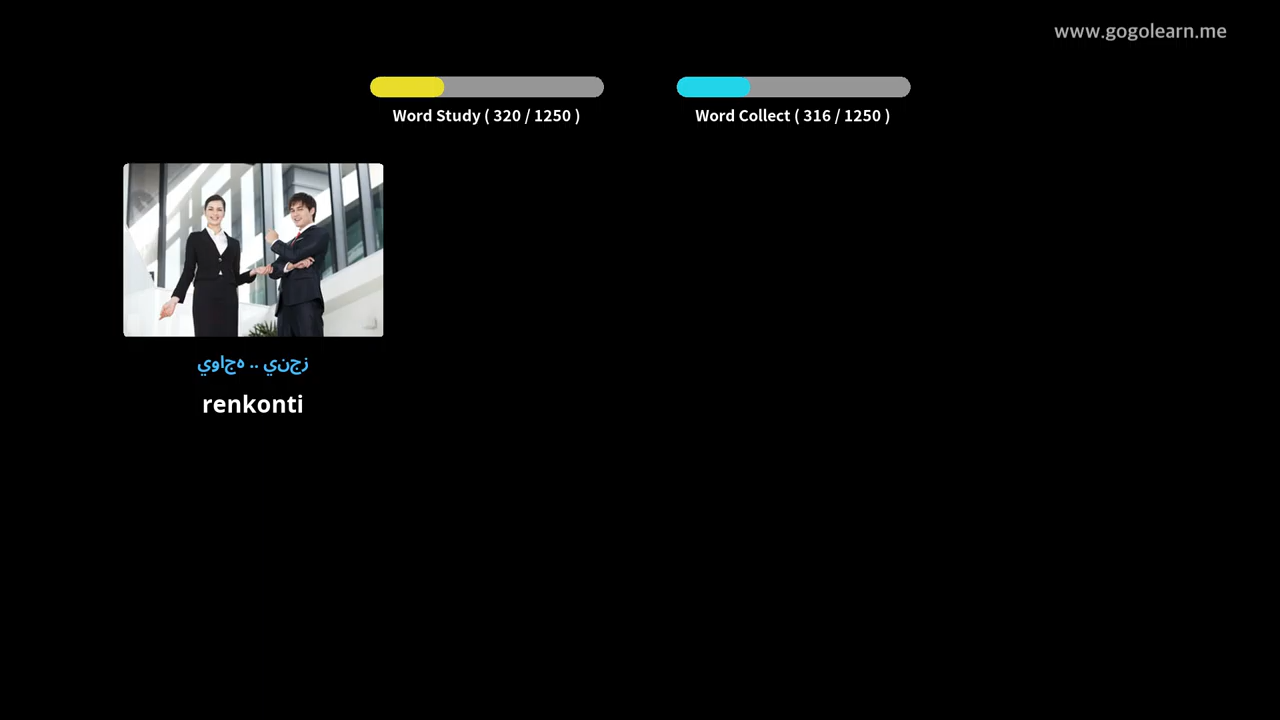 www.gogolearn.me
Word Study ( 320 / 1250 )
Word Collect ( 316 / 1250 )
زجني .. هجاوي
renkonti